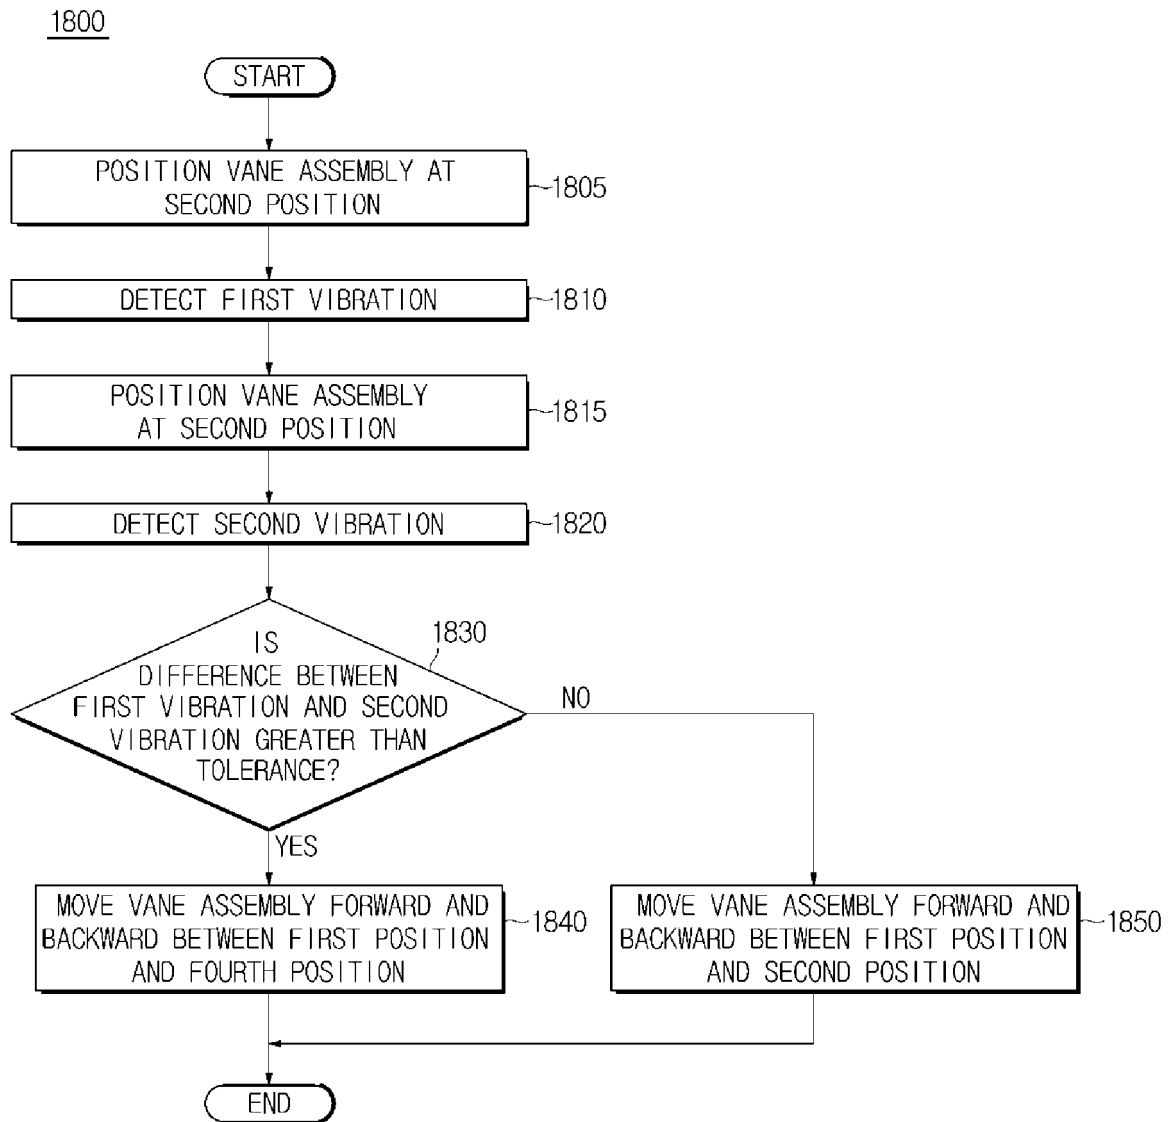 1800
START
POSITION VANE ASSEMBLY AT
SECOND POSITION
1805
DETECT FIRST VIBRATION
1810
POSITION VANE ASSEMBLY
AT SECOND POSITION
1815
DETECT SECOND VIBRATION
1820
1830
IS
DIFFERENCE BETWEEN
FIRST VIBRATION AND SECOND
VIBRATION GREATER THAN
TOLERANCE?
NO
YES
MOVE VANE ASSEMBLY FORWARD AND
BACKWARD BETWEEN FIRST POSITION
AND FOURTH POSITION
1840
MOVE VANE ASSEMBLY FORWARD AND
BACKWARD BETWEEN FIRST POSITION
AND SECOND POSITION
1850
END